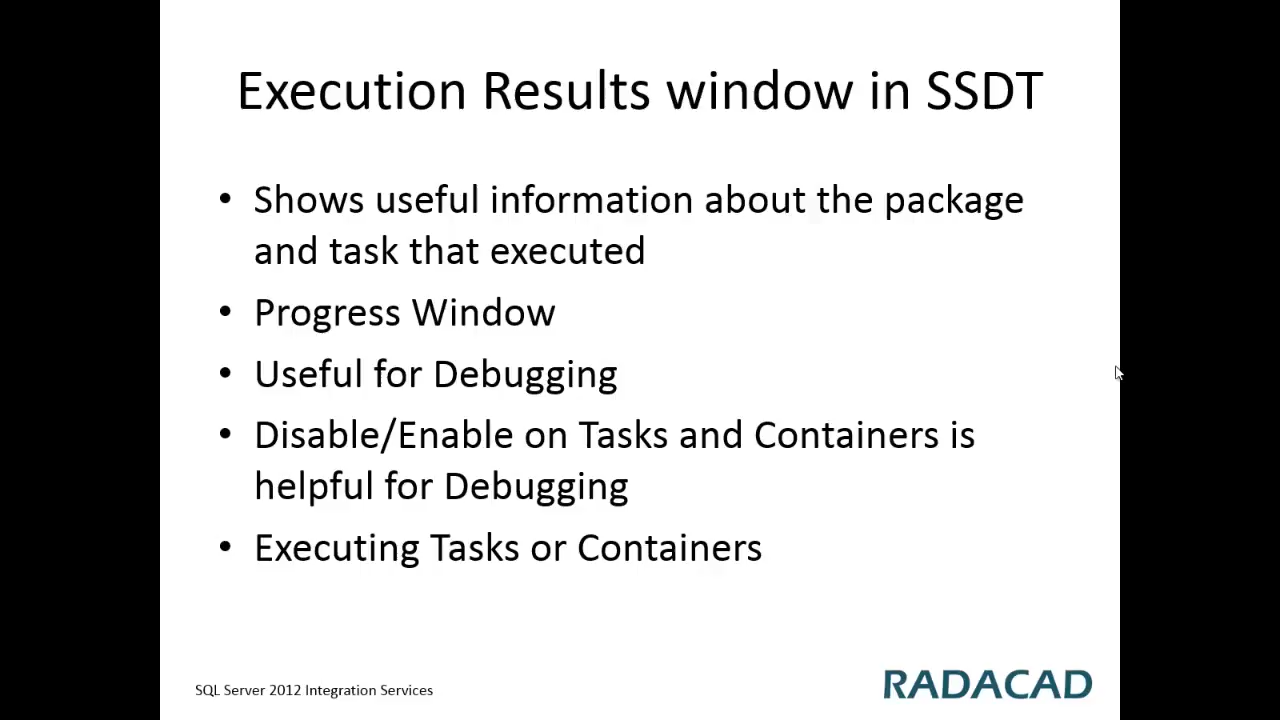 Execution Results window in SSDT
• Shows useful information about the package
and task that executed
• Progress Window
• Useful for Debugging
• Disable/Enable on Tasks and Containers is
helpful for Debugging
• Executing Tasks or Containers
SQL Server 2012 Integration Services
RADACAD